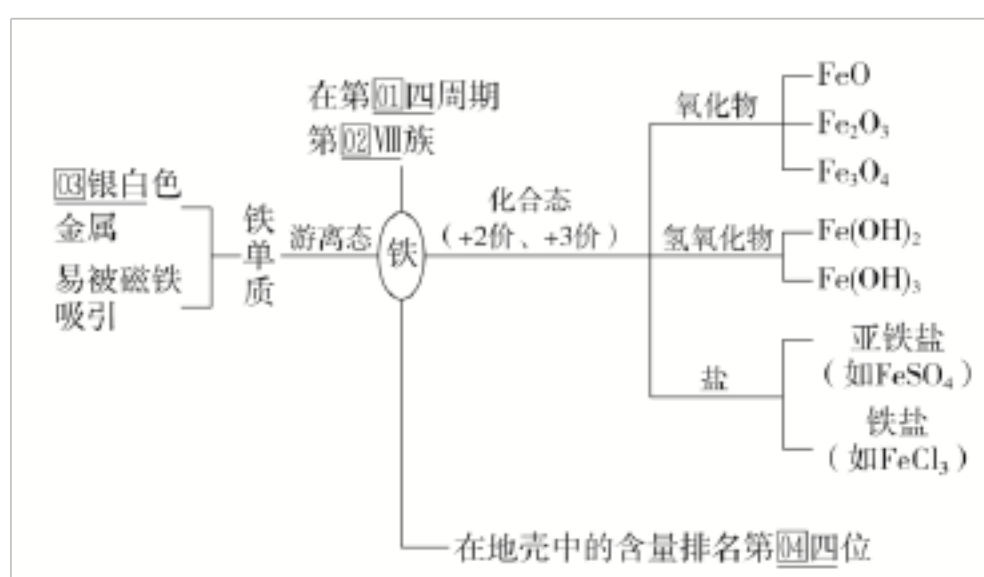 在第01四周期
第02Ⅷ族
03银白色
金属
易被磁铁
吸引
铁单质
游离态
铁
化合态
（+2价、+3价）
氧化物
FeO
Fe₂O₃
Fe₃O₄
氢氧化物
Fe(OH)₂
Fe(OH)₃
盐
亚铁盐
（如FeSO₄）
铁盐
（如FeCl₃）
在地壳中的含量排名第04四位